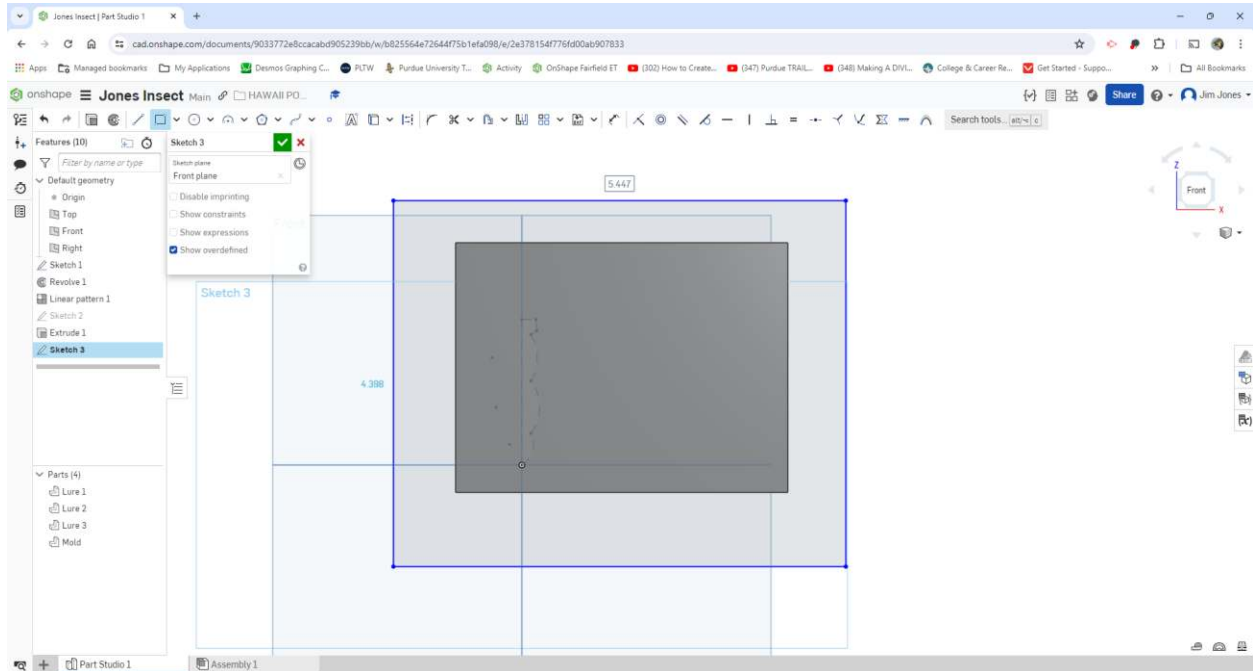 Jones Insect | Part Studio 1
cad.onshape.com/documents/9033772e8ccacabd905239bb/w/b825564e72644f75b1efa098/e/2e378154f776fd00ab907833
Apps Managed bookmarks My Applications Desmos Graphing C... PLTW Purdue University T... Activity OnShape Fairfield ET (302) How to Create... (347) Purdue TRAIL... (348) Making A DIVI... College & Career Re... Get Started - Suppo... All Bookmarks
onshape Jones Insect Main HAWAII PO... Share Jim Jones
Search tools... alt/⌥ c
Features (10)
Filter by name or type
Default geometry
Origin
Top
Front
Right
Sketch 1
Revolve 1
Linear pattern 1
Sketch 2
Extrude 1
Sketch 3
Parts (4)
Lure 1
Lure 2
Lure 3
Mold
Sketch 3
Sketch plane
Front plane
Disable imprinting
Show constraints
Show expressions
Show overdefined
5.447
Sketch 3
4.398
Z
Front
X
Part Studio 1
Assembly 1